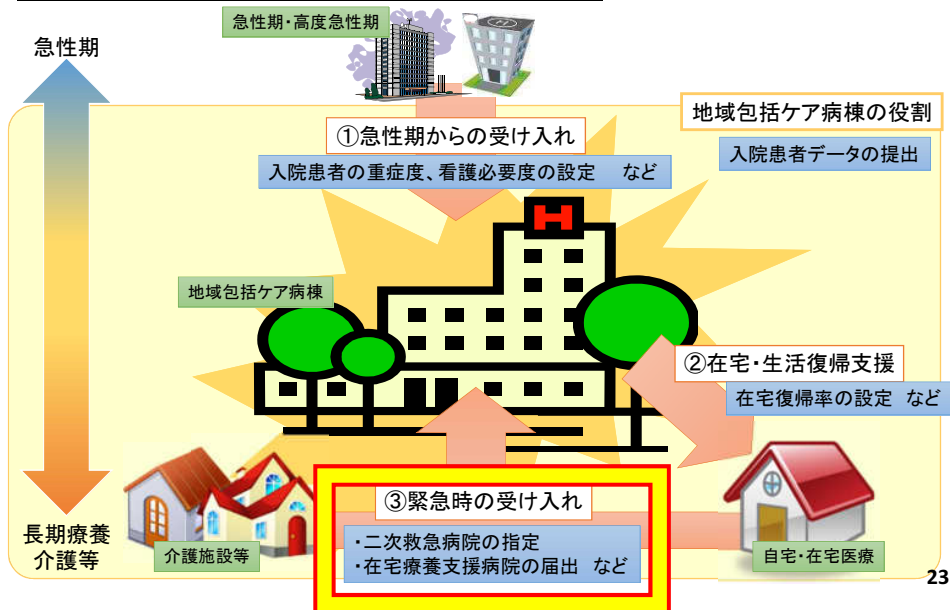 急性期・高度急性期
急性期
地域包括ケア病棟の役割
①急性期からの受け入れ
入院患者データの提出
入院患者の重症度、看護必要度の設定　など
H
地域包括ケア病棟
②在宅・生活復帰支援
在宅復帰率の設定　など
③緊急時の受け入れ
長期療養
介護等
介護施設等
・二次救急病院の指定
・在宅療養支援病院の届出　など
自宅・在宅医療
23